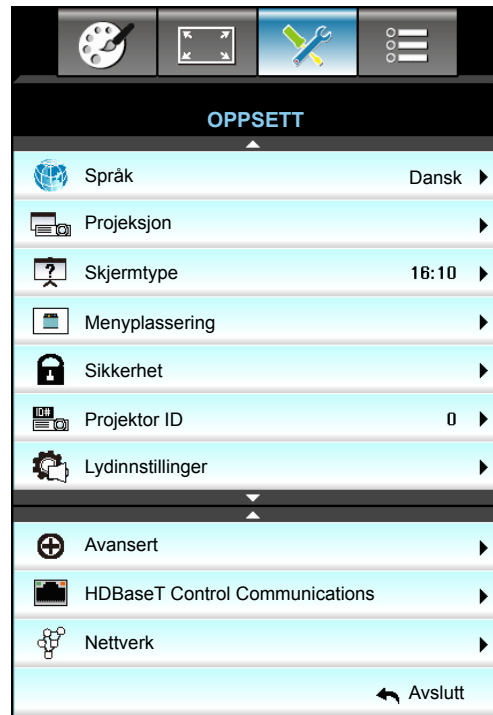 OPPSETT
Språk Dansk
Projeksjon
? Skjermtype 16:10
Menyplassering
Sikkerhet
ID# Projektor ID 0
Lydinnstillinger
Avansert
HDBaseT Control Communications
Nettverk
Avslutt